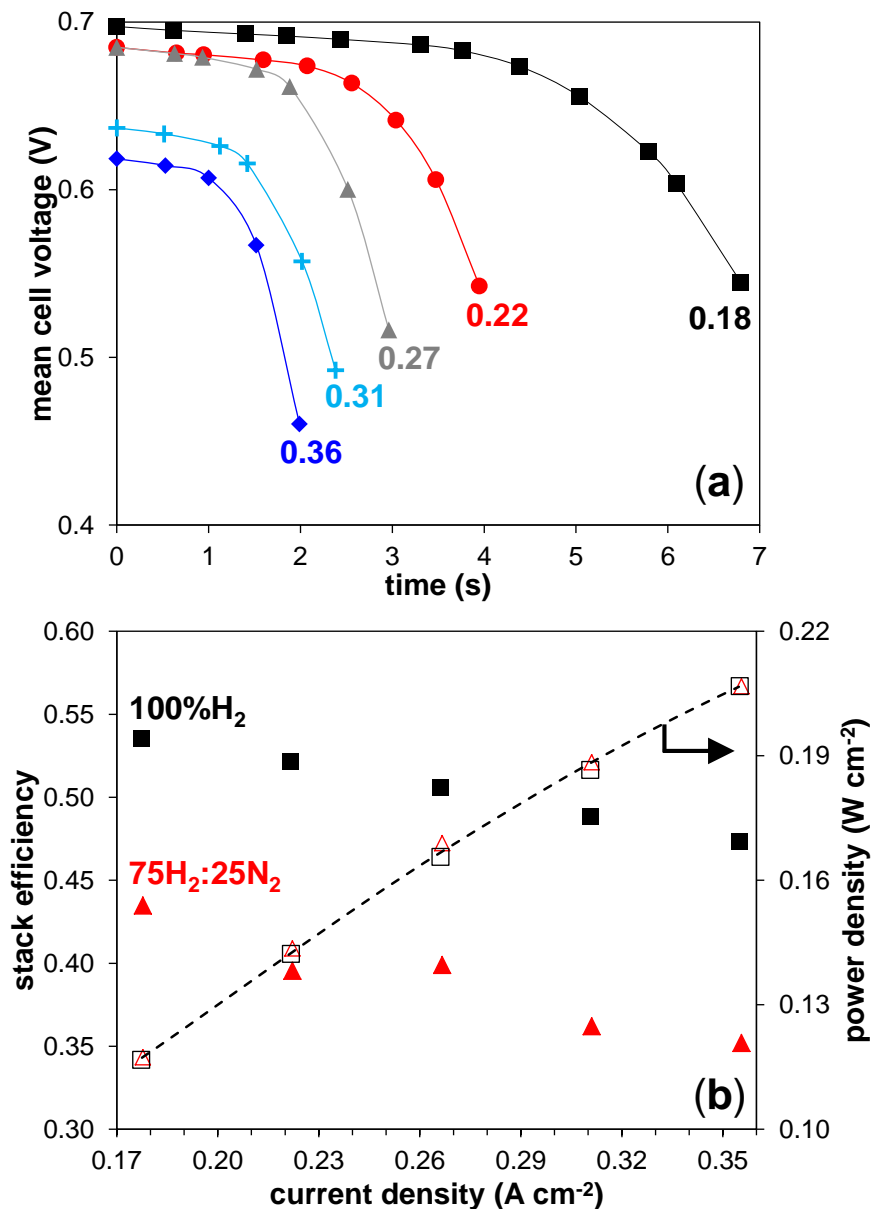 0.7
0.6
0.5
0.4
mean cell voltage (V)
0.18
0.22
0.27
0.31
0.36
(a)
0 1 2 3 4 5 6 7
time (s)
0.60
0.55
0.50
0.45
0.40
0.35
0.30
stack efficiency
100%H₂
75H₂:25N₂
0.22
0.19
0.16
0.13
0.10
power density (W cm⁻²)
(b)
0.17 0.20 0.23 0.26 0.29 0.32 0.35
current density (A cm⁻²)